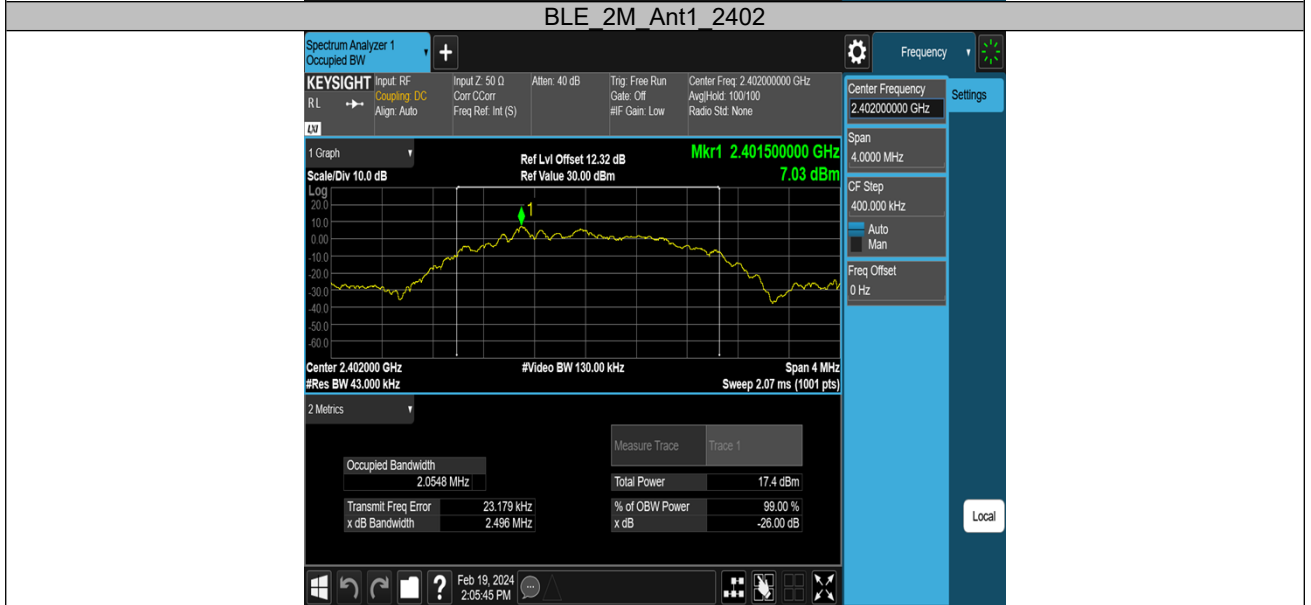 BLE_2M_Ant1_2402
Spectrum Analyzer 1
Occupied BW
+
Frequency
KEYSIGHT
RL
LXI
Input: RF
Coupling: DC
Align: Auto
Input Z: 50 Ω
Corr CCorr
Freq Ref: Int (S)
Atten: 40 dB
Trig: Free Run
Gate: Off
#IF Gain: Low
Center Freq: 2.402000000 GHz
Avg|Hold: 100/100
Radio Std: None
Center Frequency
2.402000000 GHz
Settings
Span
4.0000 MHz
CF Step
400.000 kHz
Auto
Man
Freq Offset
0 Hz
Local
1 Graph
Scale/Div 10.0 dB
Ref Lvl Offset 12.32 dB
Ref Value 30.00 dBm
Mkr1 2.401500000 GHz
7.03 dBm
Log
20.0
10.0
0.00
-10.0
-20.0
-30.0
-40.0
-50.0
-60.0
1
Center 2.402000 GHz
#Video BW 130.00 kHz
Span 4 MHz
#Res BW 43.000 kHz
Sweep 2.07 ms (1001 pts)
2 Metrics
Measure Trace Trace 1
Occupied Bandwidth
2.0548 MHz
Total Power 17.4 dBm
Transmit Freq Error 23.179 kHz
% of OBW Power 99.00 %
x dB Bandwidth 2.496 MHz
x dB -26.00 dB
?
Feb 19, 2024
2:05:45 PM